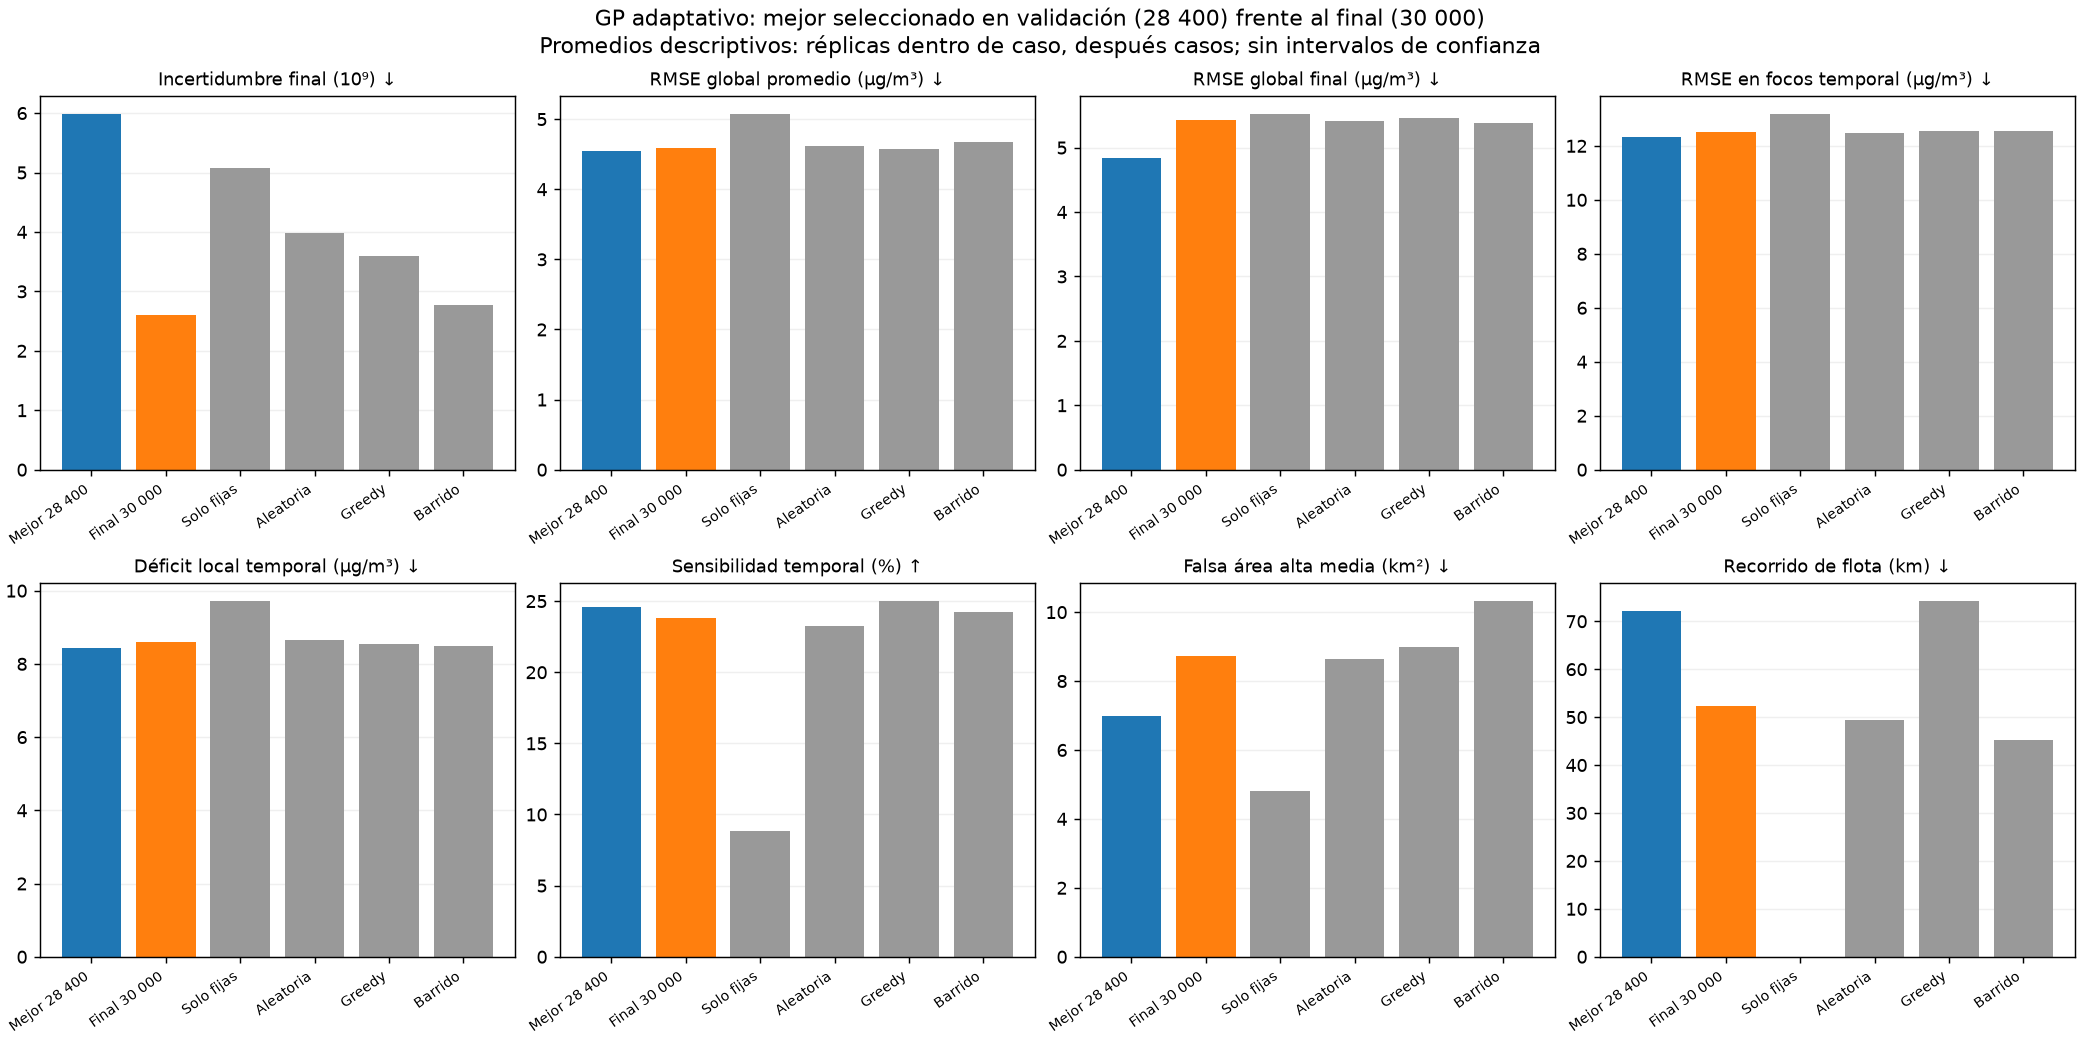 GP adaptativo: mejor seleccionado en validación (28 400) frente al final (30 000)
Promedios descriptivos: réplicas dentro de caso, después casos; sin intervalos de confianza
Incertidumbre final (10⁹) ↓
6
5
4
3
2
1
0
Mejor 28 400
Final 30 000
Solo fijas
Aleatoria
Greedy
Barrido
RMSE global promedio (µg/m³) ↓
5
4
3
2
1
0
Mejor 28 400
Final 30 000
Solo fijas
Aleatoria
Greedy
Barrido
RMSE global final (µg/m³) ↓
5
4
3
2
1
0
Mejor 28 400
Final 30 000
Solo fijas
Aleatoria
Greedy
Barrido
RMSE en focos temporal (µg/m³) ↓
12
10
8
6
4
2
0
Mejor 28 400
Final 30 000
Solo fijas
Aleatoria
Greedy
Barrido
Déficit local temporal (µg/m³) ↓
10
8
6
4
2
0
Mejor 28 400
Final 30 000
Solo fijas
Aleatoria
Greedy
Barrido
Sensibilidad temporal (%) ↑
25
20
15
10
5
0
Mejor 28 400
Final 30 000
Solo fijas
Aleatoria
Greedy
Barrido
Falsa área alta media (km²) ↓
10
8
6
4
2
0
Mejor 28 400
Final 30 000
Solo fijas
Aleatoria
Greedy
Barrido
Recorrido de flota (km) ↓
70
60
50
40
30
20
10
0
Mejor 28 400
Final 30 000
Solo fijas
Aleatoria
Greedy
Barrido